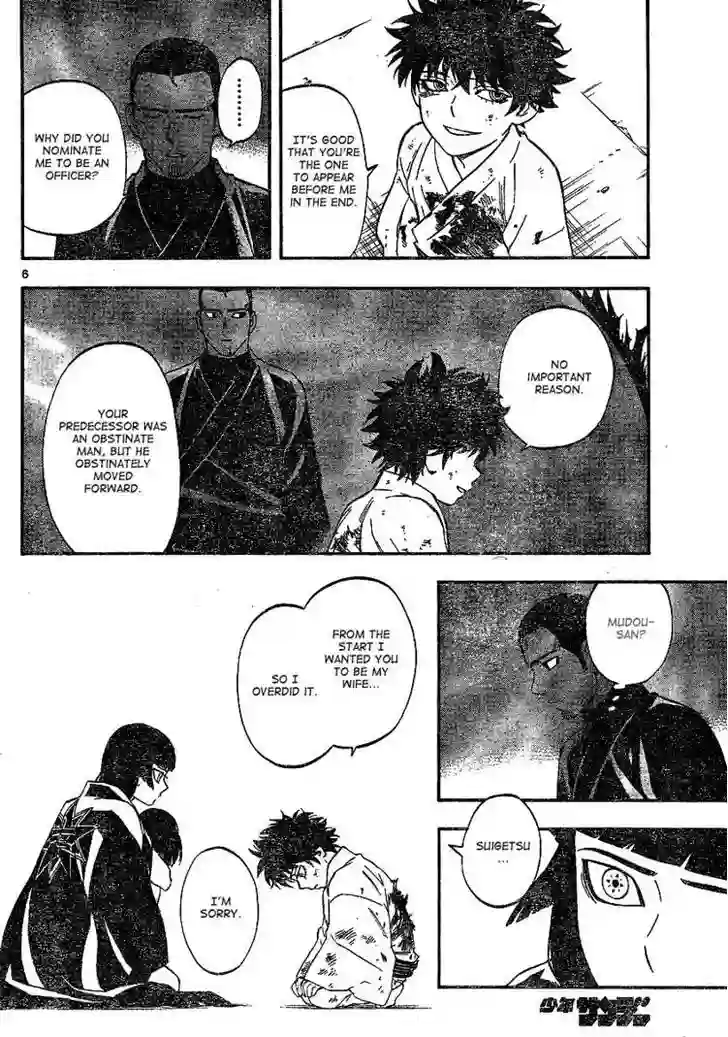 IT'S GOOD
THAT YOU'RE
THE ONE
TO APPEAR
BEFORE ME
IN THE END.
.........
WHY DID YOU
NOMINATE
ME TO BE AN
OFFICER?
6
NO
IMPORTANT
REASON.
YOUR
PREDECESSOR WAS
AN OBSTINATE
MAN, BUT HE
OBSTINATELY
MOVED
FORWARD.
MUDOU-
SAN?
SUIGETSU
...
FROM THE
START I
WANTED YOU
TO BE MY
WIFE...
SO I
OVERDID IT.
I'M
SORRY.
少年